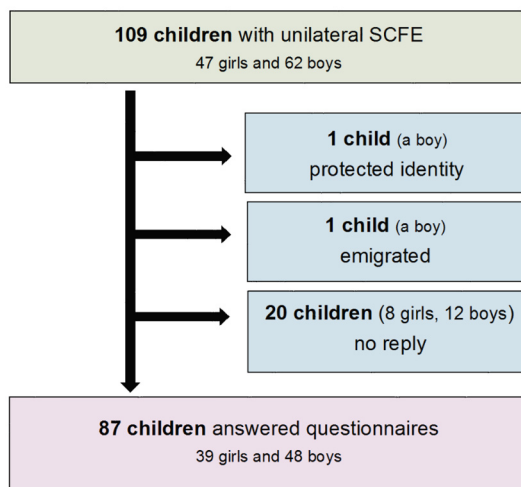 109 children with unilateral SCFE
47 girls and 62 boys
1 child (a boy)
protected identity
1 child (a boy)
emigrated
20 children (8 girls, 12 boys)
no reply
87 children answered questionnaires
39 girls and 48 boys